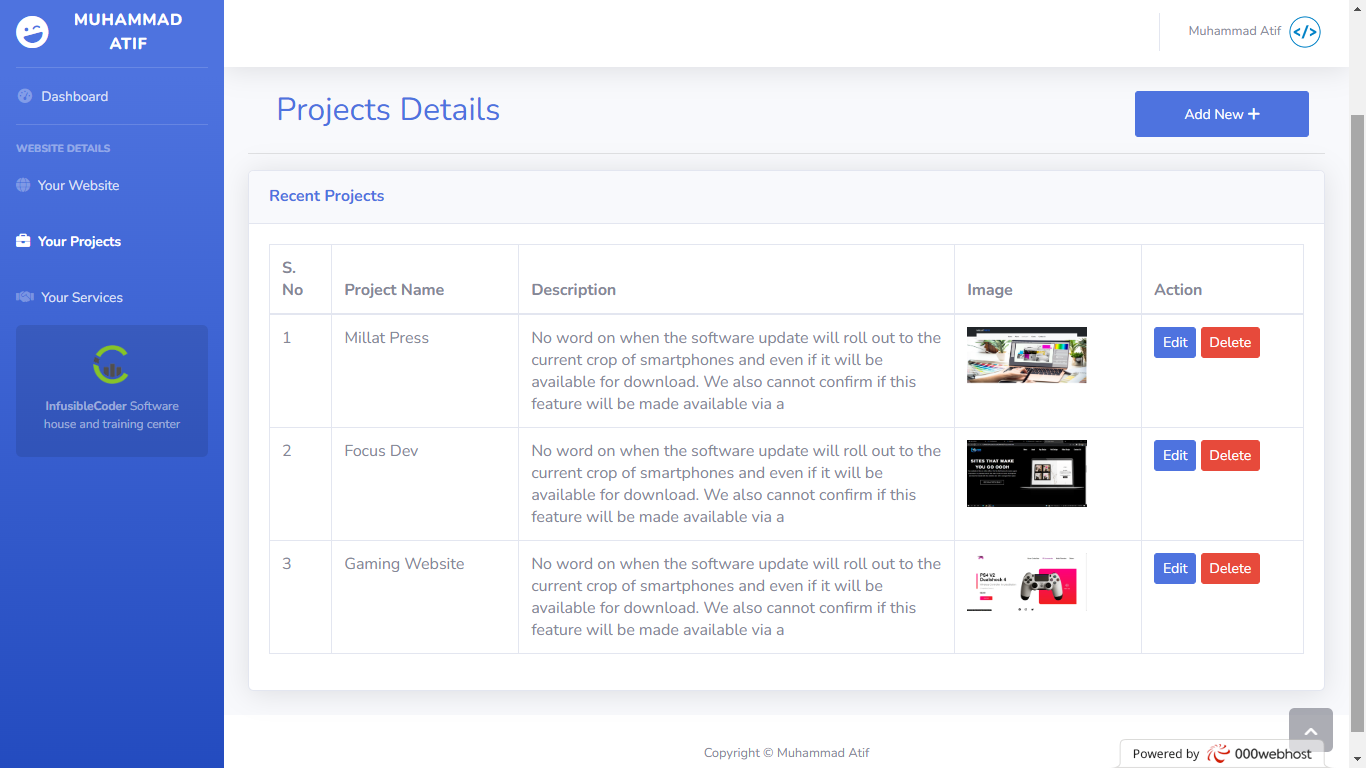 MUHAMMAD
ATIF
Muhammad Atif
</>
Dashboard
WEBSITE DETAILS
Your Website
Your Projects
Your Services
InfusibleCoder Software
house and training center
Projects Details
Add New +
Recent Projects
S.
No
Project Name
Description
Image
Action
1
Millat Press
No word on when the software update will roll out to the
current crop of smartphones and even if it will be
available for download. We also cannot confirm if this
feature will be made available via a
Edit
Delete
2
Focus Dev
No word on when the software update will roll out to the
current crop of smartphones and even if it will be
available for download. We also cannot confirm if this
feature will be made available via a
SITES THAT MAKE
YOU GO OOOH
Edit
Delete
3
Gaming Website
No word on when the software update will roll out to the
current crop of smartphones and even if it will be
available for download. We also cannot confirm if this
feature will be made available via a
PS4 V2
Dualshock 4
Edit
Delete
Copyright © Muhammad Atif
Powered by 000webhost